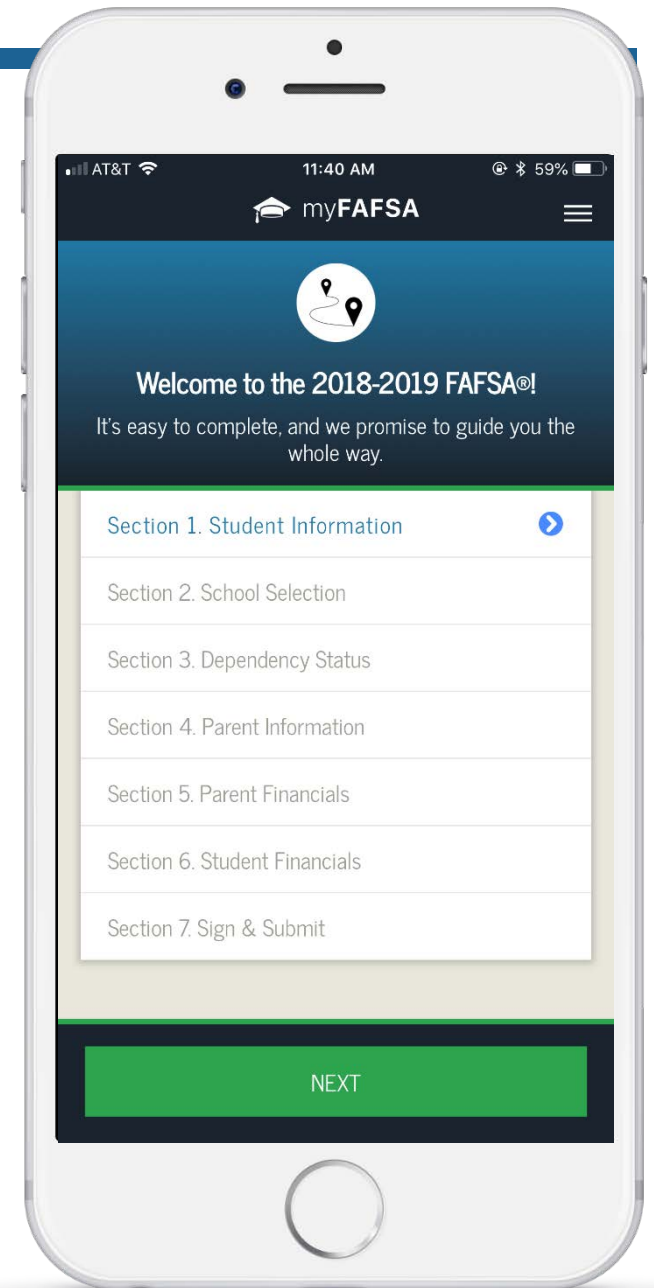 AT&T 11:40 AM 59%
myFAFSA
Welcome to the 2018-2019 FAFSA®!
It's easy to complete, and we promise to guide you the
whole way.
Section 1. Student Information
Section 2. School Selection
Section 3. Dependency Status
Section 4. Parent Information
Section 5. Parent Financials
Section 6. Student Financials
Section 7. Sign & Submit
NEXT